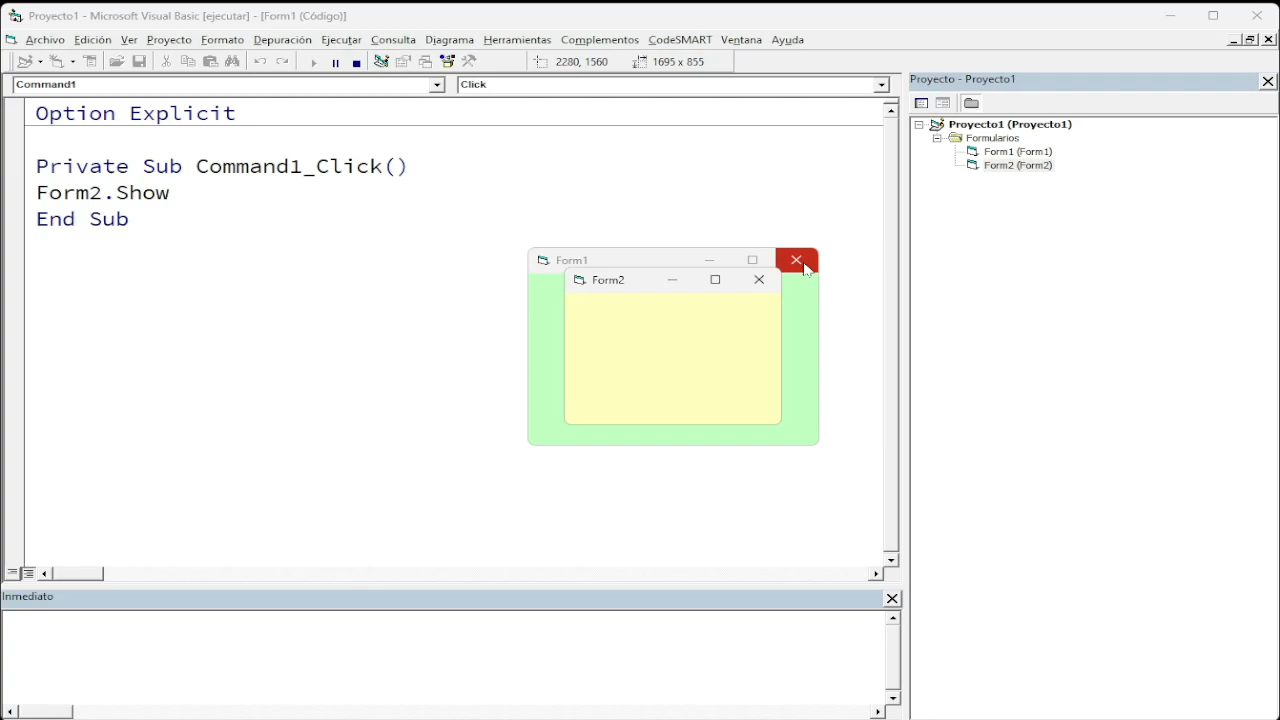 Proyecto1 - Microsoft Visual Basic [ejecutar] - [Form1 (Código)]
Archivo Edición Ver Proyecto Formato Depuración Ejecutar Consulta Diagrama Herramientas Complementos CodeSMART Ventana Ayuda
2280, 1560 1695 x 855
Proyecto - Proyecto1
Command1 Click
Option Explicit
Proyecto1 (Proyecto1)
Formularios
Form1 (Form1)
Form2 (Form2)
Private Sub Command1_Click()
Form2.Show
End Sub
Form1
Form2
Inmediato